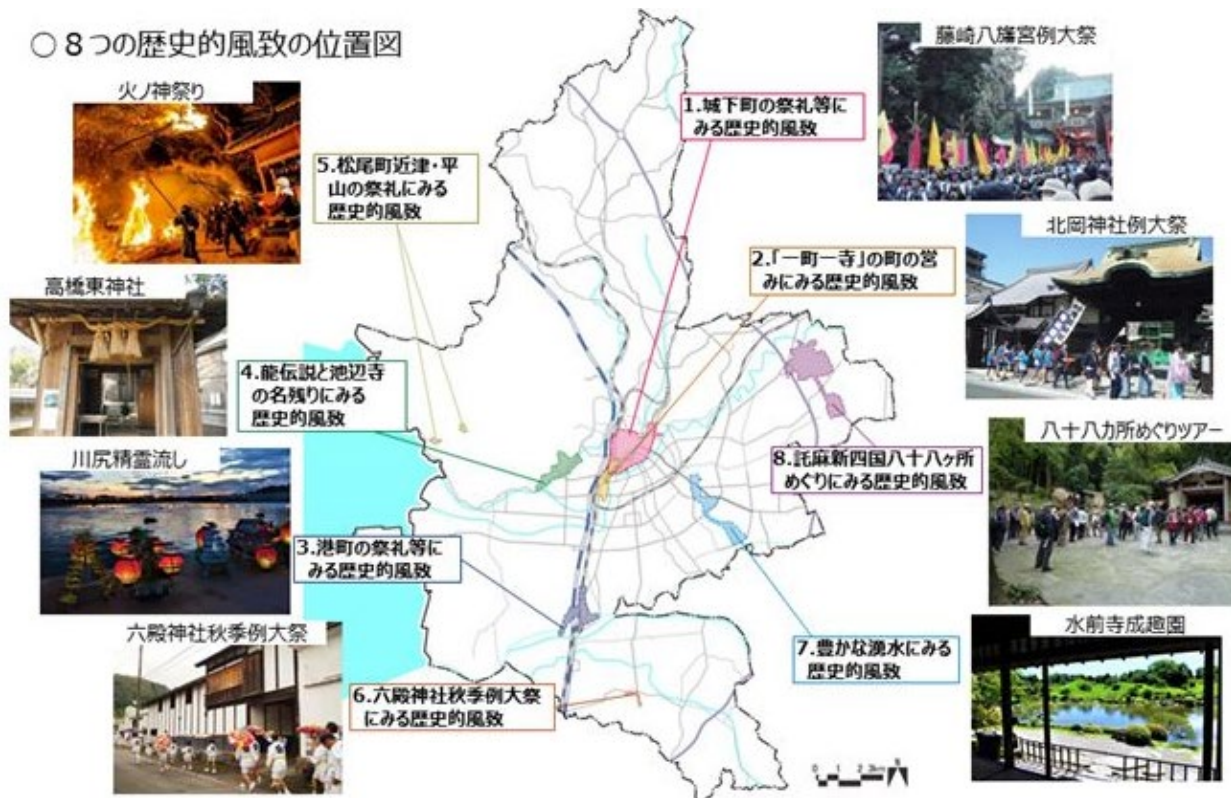 ○８つの歴史的風致の位置図
火ノ神祭り
高橋東神社
川尻精霊流し
六殿神社秋季例大祭
5.松尾町近津・平
山の祭礼にみる
歴史的風致
4.龍伝説と池辺寺
の名残りにみる
歴史的風致
3.港町の祭礼等に
みる歴史的風致
6.六殿神社秋季例大祭
にみる歴史的風致
1.城下町の祭礼等に
みる歴史的風致
2.「一町一寺」の町の営
みにみる歴史的風致
8.託麻新四国八十八ヶ所
めぐりにみる歴史的風致
7.豊かな湧水にみる
歴史的風致
藤崎八旛宮例大祭
北岡神社例大祭
八十八カ所めぐりツアー
水前寺成趣園
0 1 2 3km N